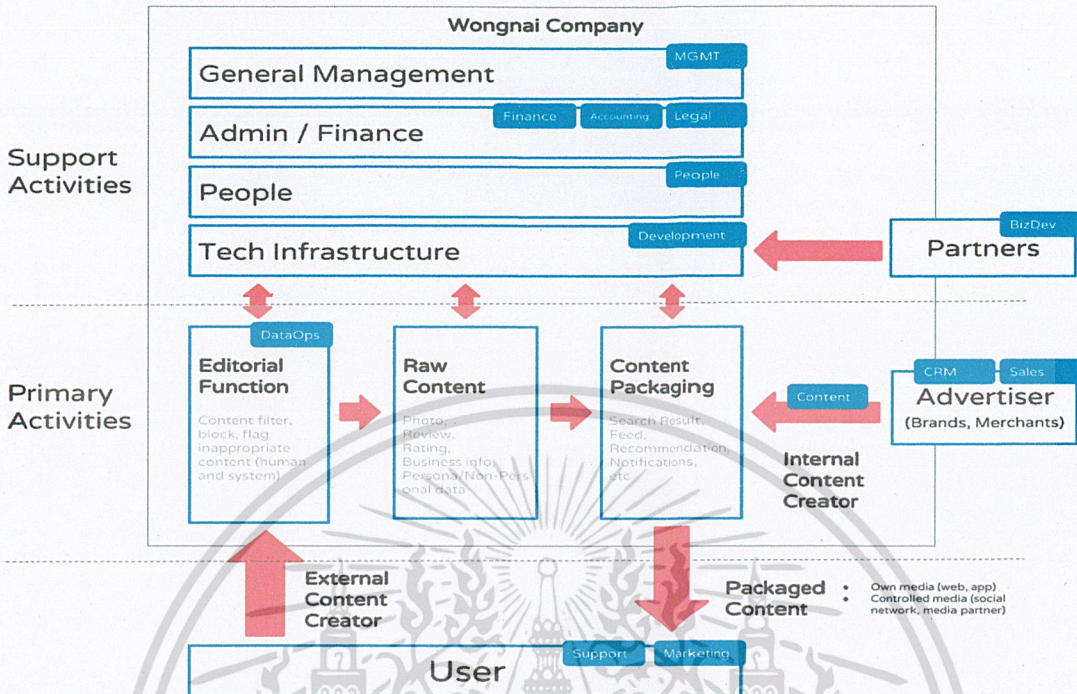 Wongnai Company
MGMT
General Management
Finance
Accounting
Legal
Admin / Finance
Support
Activities
People
People
Development
Tech Infrastructure
BizDev
Partners
Primary
Activities
DataOps
Editorial
Function
Content filter,
block, flag
inappropriate
content (human
and system)
Raw
Content
Photo,
Review,
Rating,
Business info,
Persona/Non-Pers
onal data
Content
Packaging
Search Result,
Feed,
Recommendation,
Notifications,
etc
Content
Internal
Content
Creator
CRM
Sales
Advertiser
(Brands, Merchants)
External
Content
Creator
Packaged
Content
• Own media (web, app)
• Controlled media (social
network, media partner)
Support
Marketing
User